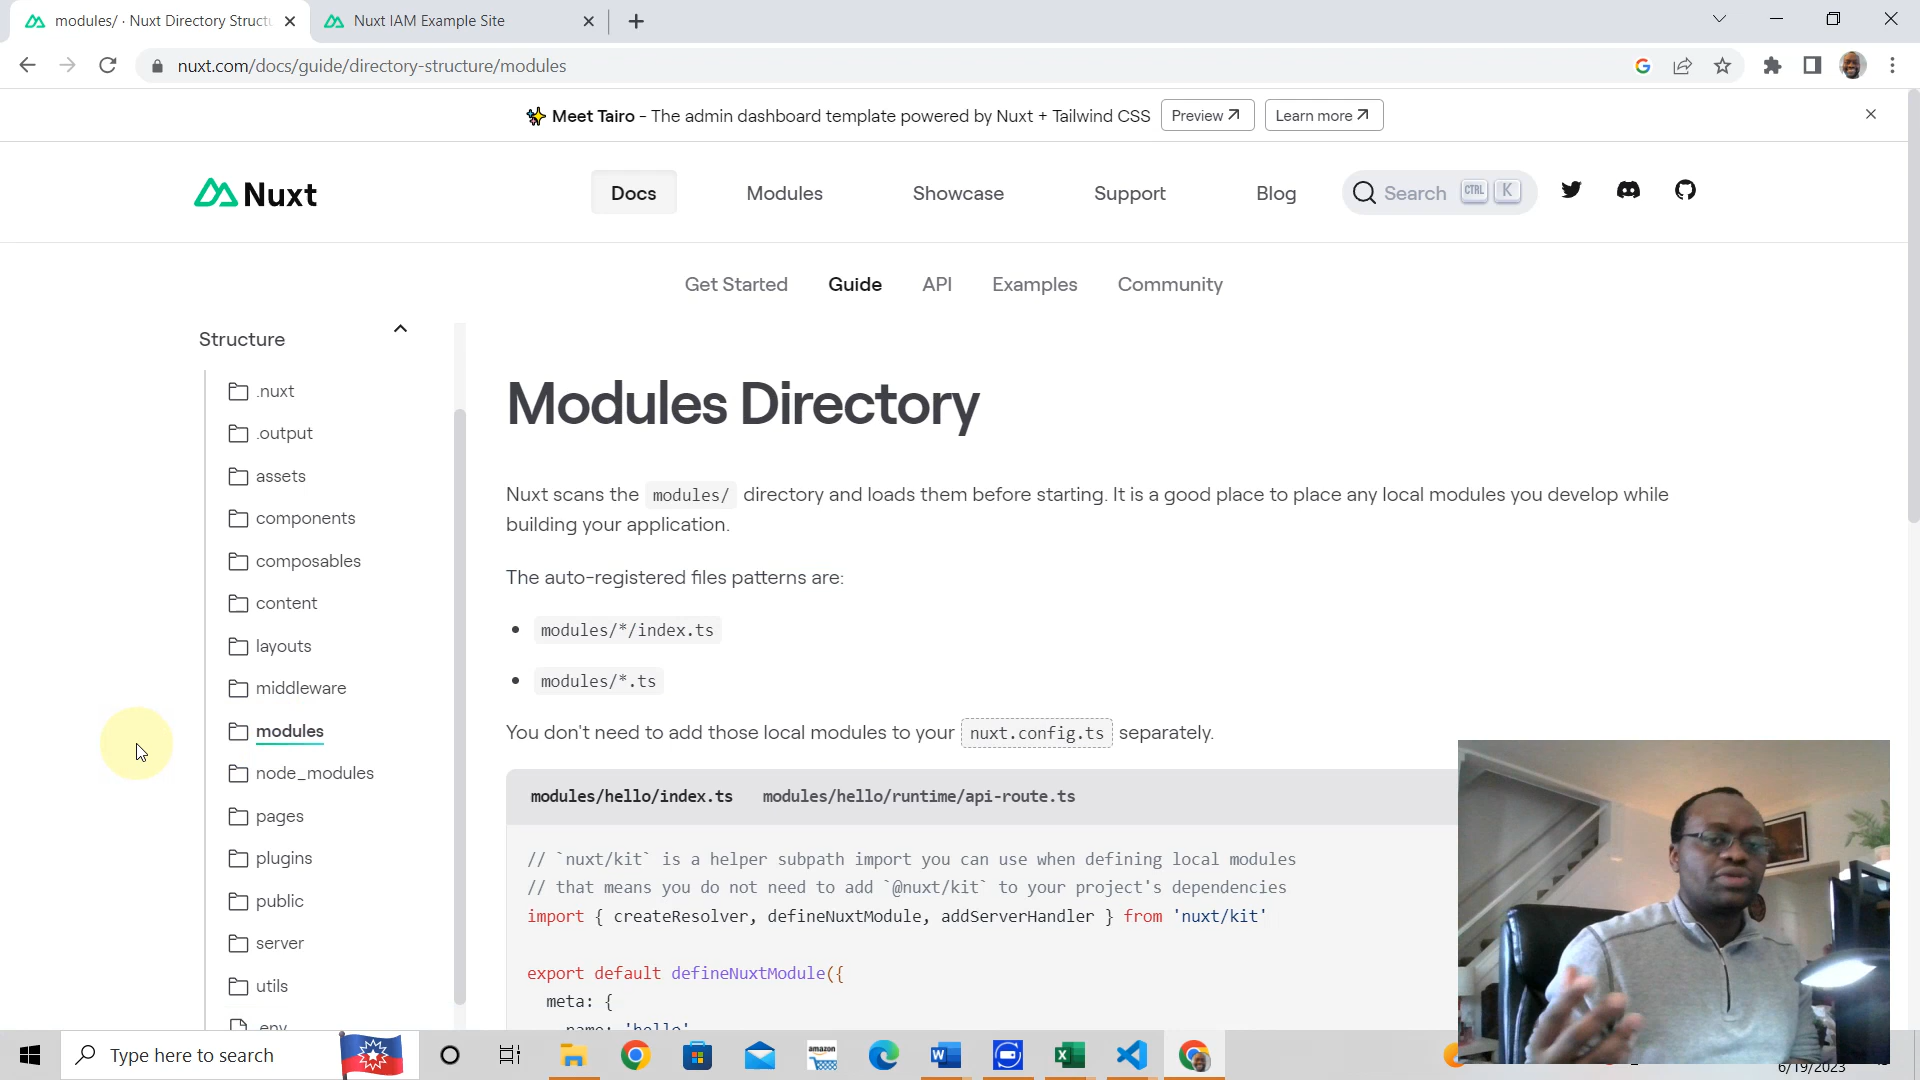 modules/ · Nuxt Directory Struct
Nuxt IAM Example Site
nuxt.com/docs/guide/directory-structure/modules
Meet Tairo - The admin dashboard template powered by Nuxt + Tailwind CSS
Preview
Learn more
Nuxt
Docs
Modules
Showcase
Support
Blog
Search
CTRL
K
Get Started
Guide
API
Examples
Community
Structure
.nuxt
.output
assets
components
composables
content
layouts
middleware
modules
node_modules
pages
plugins
public
server
utils
.env
Modules Directory
Nuxt scans the modules/ directory and loads them before starting. It is a good place to place any local modules you develop while
building your application.
The auto-registered files patterns are:
modules/*/index.ts
modules/*.ts
You don't need to add those local modules to your nuxt.config.ts separately.
modules/hello/index.ts
modules/hello/runtime/api-route.ts
// `nuxt/kit` is a helper subpath import you can use when defining local modules
// that means you do not need to add `@nuxt/kit` to your project's dependencies
import { createResolver, defineNuxtModule, addServerHandler } from 'nuxt/kit'
export default defineNuxtModule({
meta: {
name: 'hello'
Type here to search
amazon
6/19/2023